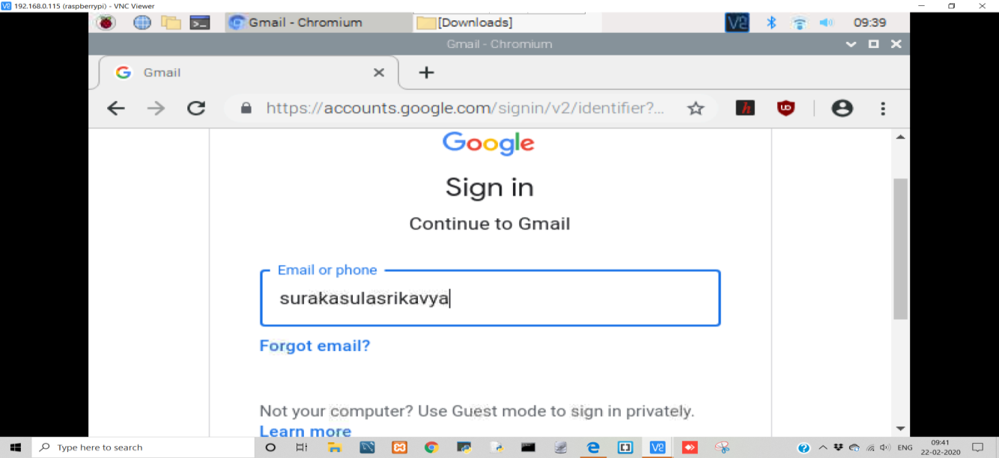 192.168.0.115 (raspberrypi) - VNC Viewer
Gmail - Chromium
[Downloads]
09:39
Gmail - Chromium
Gmail
https://accounts.google.com/signin/v2/identifier?...
Google
Sign in
Continue to Gmail
Email or phone
surakasulasrikavya
Forgot email?
Not your computer? Use Guest mode to sign in privately.
Learn more
Type here to search
ENG
09:41
22-02-2020